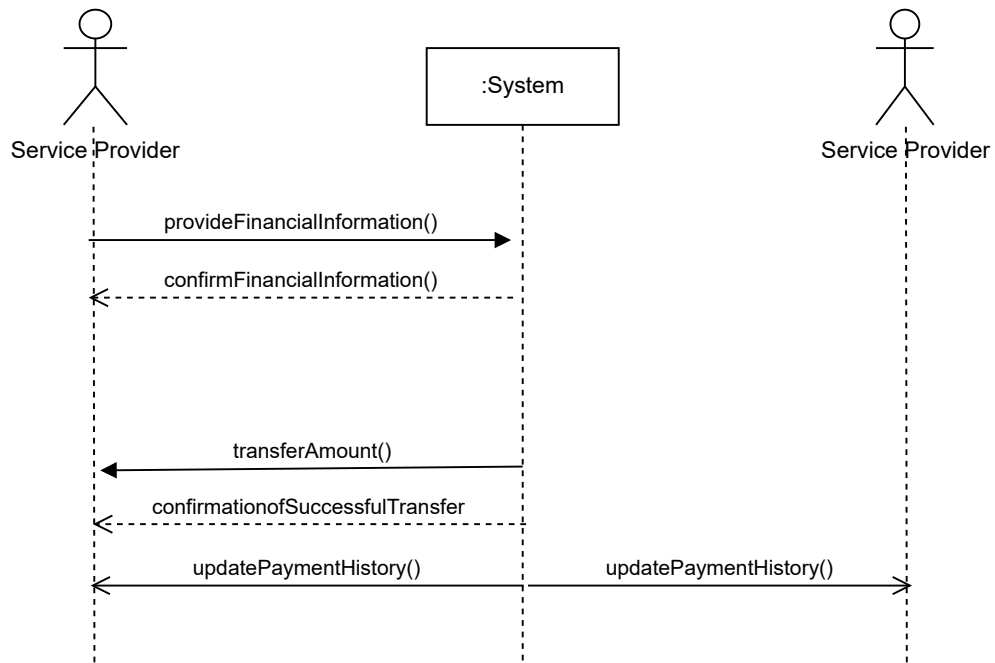 :System
Service Provider
Service Provider
provideFinancialInformation()
confirmFinancialInformation()
transferAmount()
confirmationofSuccessfulTransfer
updatePaymentHistory()
updatePaymentHistory()